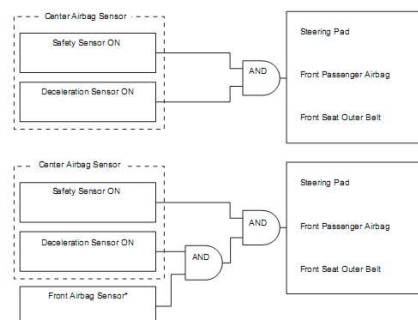 Center Airbag Sensor
Safety Sensor ON
Deceleration Sensor ON
AND
Steering Pad
Front Passenger Airbag
Front Seat Outer Belt
Center Airbag Sensor
Safety Sensor ON
Deceleration Sensor ON
Front Airbag Sensor*
AND
AND
Steering Pad
Front Passenger Airbag
Front Seat Outer Belt